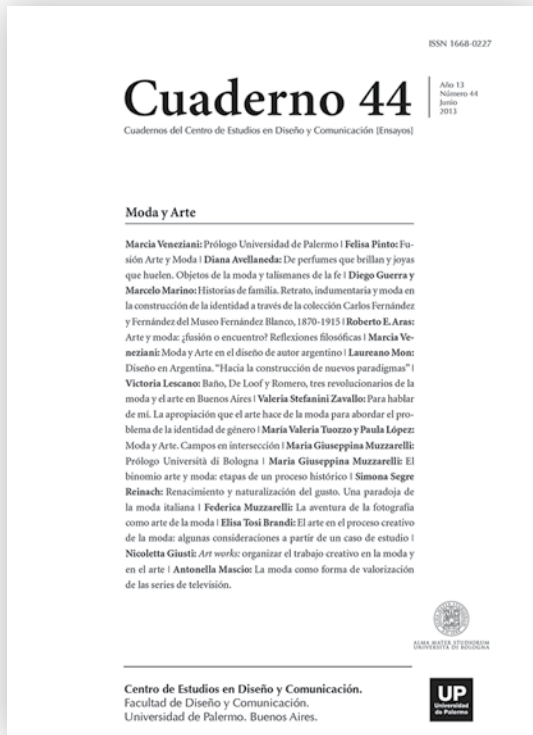 ISSN 1668-0227
Cuaderno 44
Año 13
Número 44
Junio
2013
Cuadernos del Centro de Estudios en Diseño y Comunicación [Ensayos]
Moda y Arte
Marcia Veneziani: Prólogo Universidad de Palermo | Felisa Pinto: Fu-
sión Arte y Moda | Diana Avellaneda: De perfumes que brillan y joyas
que huelen. Objetos de la moda y talismanes de la fe | Diego Guerra y
Marcelo Marino: Historias de familia. Retrato, indumentaria y moda en
la construcción de la identidad a través de la colección Carlos Fernández
y Fernández del Museo Fernández Blanco, 1870-1915 | Roberto E. Aras:
Arte y moda: ¿fusión o encuentro? Reflexiones filosóficas | Marcia Ve-
neziani: Moda y Arte en el diseño de autor argentino | Laureano Mon:
Diseño en Argentina. "Hacia la construcción de nuevos paradigmas" |
Victoria Lescano: Baño, De Loof y Romero, tres revolucionarios de la
moda y el arte en Buenos Aires | Valeria Stefanini Zavallo: Para hablar
de mí. La apropiación que el arte hace de la moda para abordar el pro-
blema de la identidad de género | María Valeria Tuozzo y Paula López:
Moda y Arte. Campos en intersección | Maria Giuseppina Muzzarelli:
Prólogo Università di Bologna | Maria Giuseppina Muzzarelli: El
binomio arte y moda: etapas de un proceso histórico | Simona Segre
Reinach: Renacimiento y naturalización del gusto. Una paradoja de
la moda italiana | Federica Muzzarelli: La aventura de la fotografía
como arte de la moda | Elisa Tosi Brandi: El arte en el proceso creativo
de la moda: algunas consideraciones a partir de un caso de estudio |
Nicoletta Giusti: Art works: organizar el trabajo creativo en la moda y
en el arte | Antonella Mascio: La moda como forma de valorización
de las series de televisión.
ALMA MATER STUDIORUM
UNIVERSITÀ DI BOLOGNA
Centro de Estudios en Diseño y Comunicación.
Facultad de Diseño y Comunicación.
Universidad de Palermo. Buenos Aires.
UP
Universidad
de Palermo